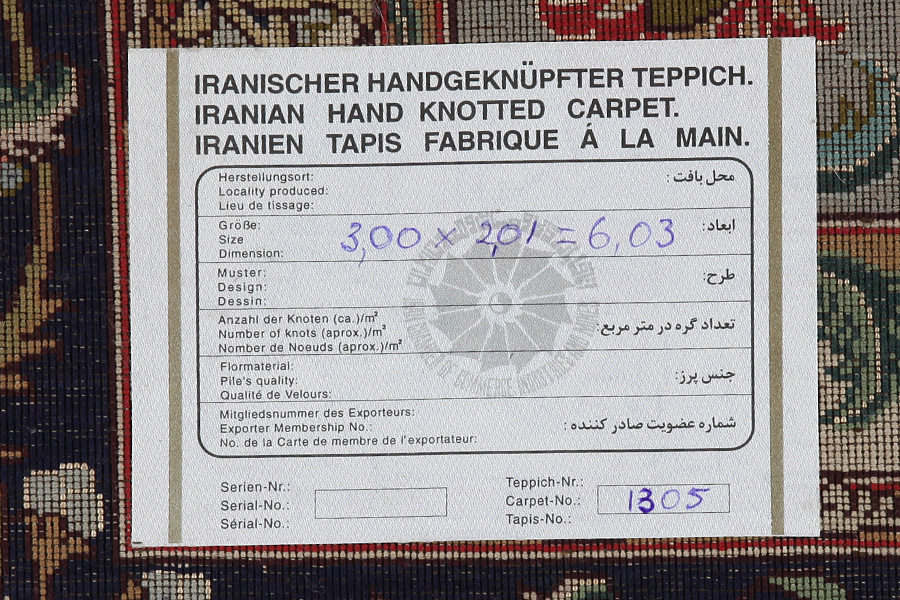 IRANISCHER HANDGEKNÜPFTER TEPPICH.
IRANIAN HAND KNOTTED CARPET.
IRANIEN TAPIS FABRIQUE Á LA MAIN.
Herstellungsort:
Locality produced:
Lieu de tissage:
محل بافت :
Größe:
Size
Dimension:
3,00 x 2,01 = 6,03
ابعاد:
Muster:
Design:
Dessin:
طرح:
Anzahl der Knoten (ca.)/m²
Number of knots (aprox.)/m²
Nombor de Noeuds (aprox.)/m²
تعداد گره در متر مربع:
Flormaterial:
Pile's quality:
Qualité de Velours:
جنس پرز:
Mitgliedsnummer des Exporteurs:
Exporter Membership No.:
No. de la Carte de membre de l'exportateur:
شماره عضویت صادر کننده :
Serien-Nr.:
Serial-No.:
Sérial-No.:
Teppich-Nr.:
Carpet-No.:
Tapis-No.:
1305